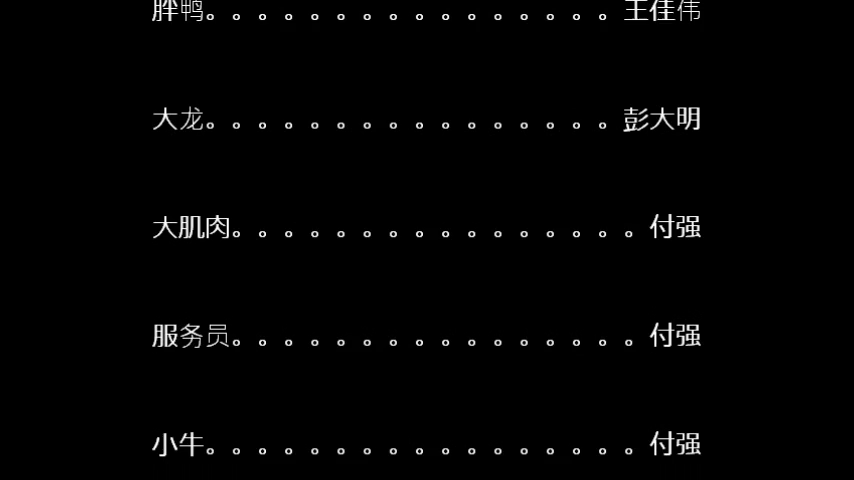 胖鸭。。。。。。。。。。。。。。。。王佳伟
大龙。。。。。。。。。。。。。。。。彭大明
大肌肉。。。。。。。。。。。。。。。。付强
服务员。。。。。。。。。。。。。。。。付强
小牛。。。。。。。。。。。。。。。。。付强